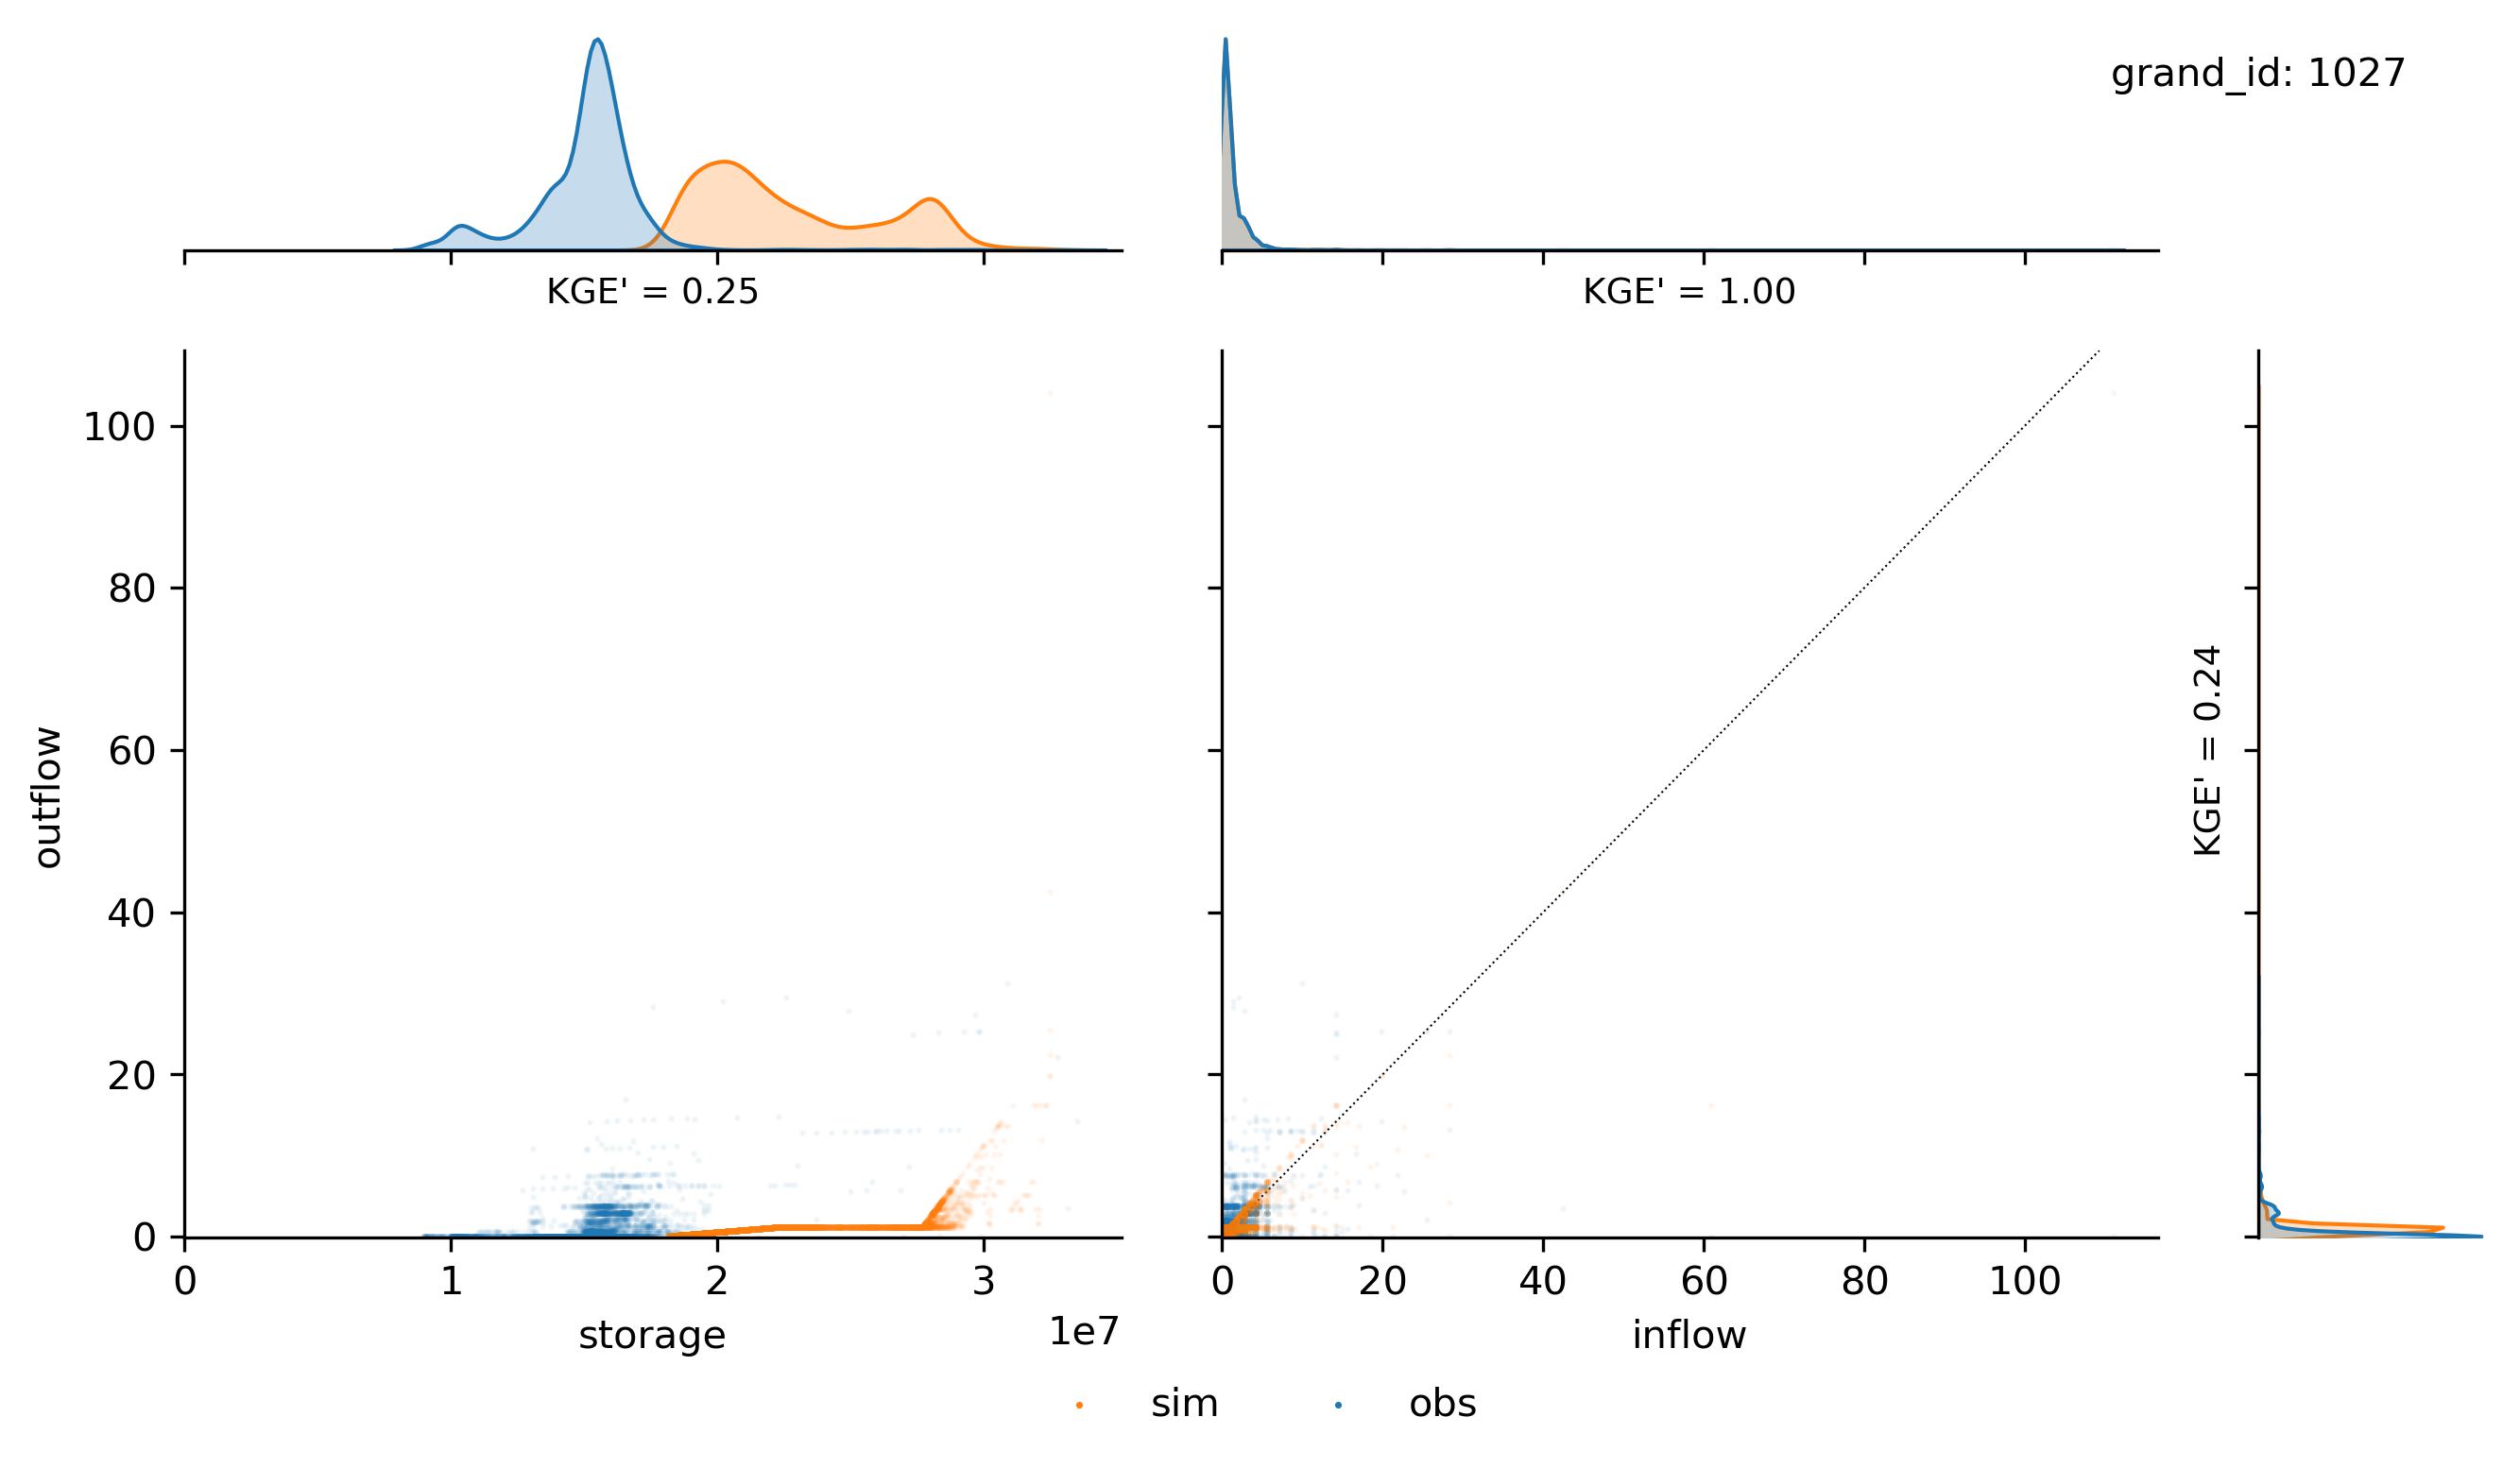 grand_id: 1027
KGE' = 0.25
KGE' = 1.00
outflow
100
80
60
40
20
0
KGE' = 0.24
0 1 2 3
0 20 40 60 80 100
storage 1e7
inflow
sim obs